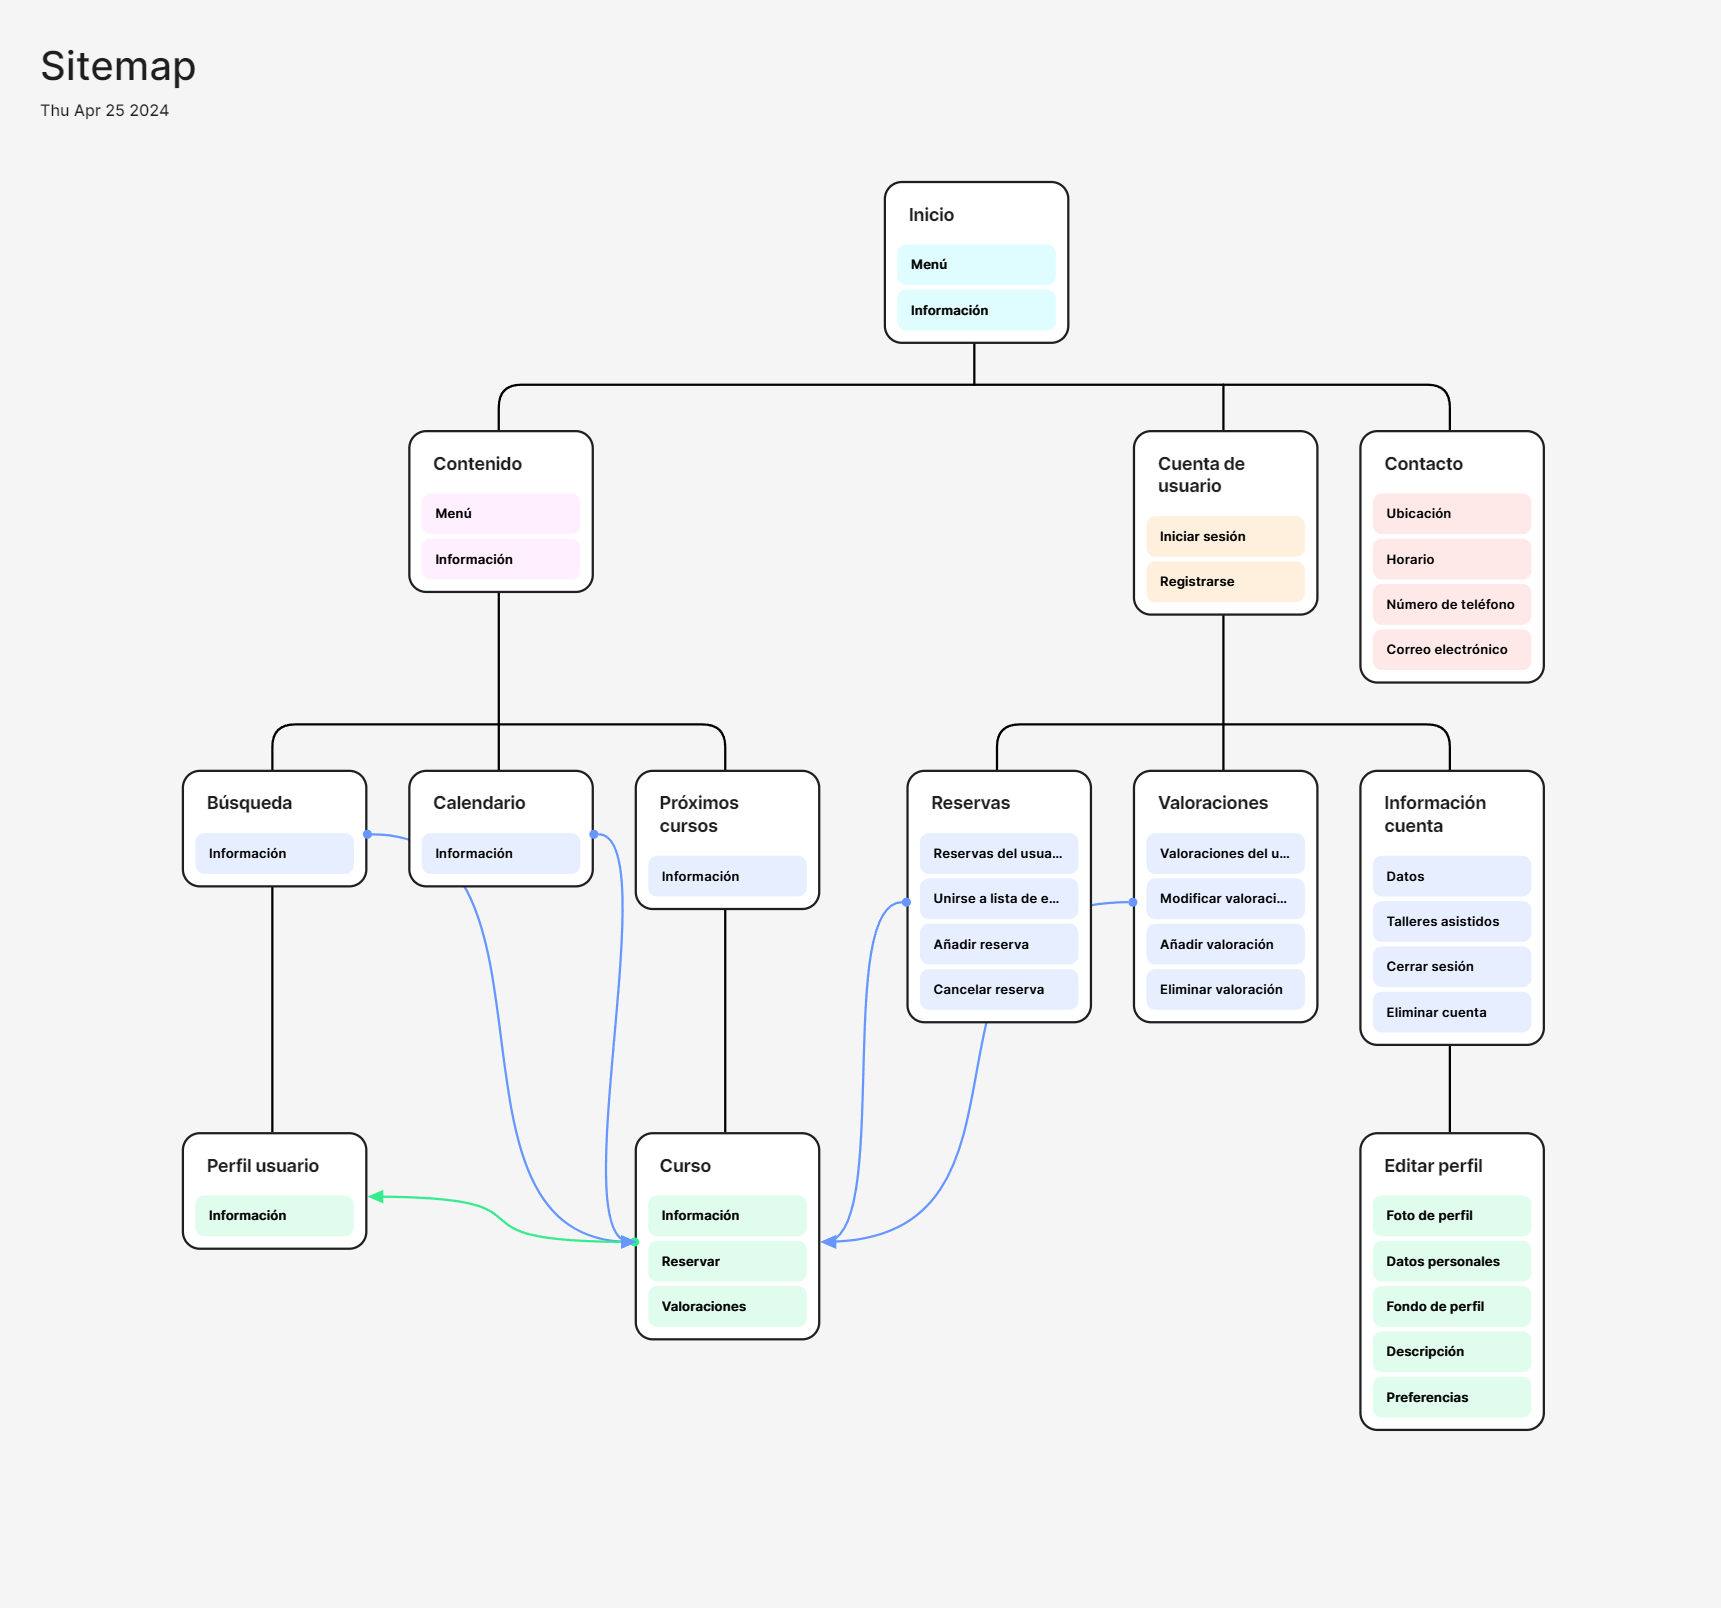 Sitemap
Thu Apr 25 2024
Inicio
Menú
Información
Contenido
Menú
Información
Cuenta de
usuario
Iniciar sesión
Registrarse
Contacto
Ubicación
Horario
Número de teléfono
Correo electrónico
Búsqueda
Información
Calendario
Información
Próximos
cursos
Información
Reservas
Reservas del usua...
Unirse a lista de e...
Añadir reserva
Cancelar reserva
Valoraciones
Valoraciones del u...
Modificar valoraci...
Añadir valoración
Eliminar valoración
Información
cuenta
Datos
Talleres asistidos
Cerrar sesión
Eliminar cuenta
Perfil usuario
Información
Curso
Información
Reservar
Valoraciones
Editar perfil
Foto de perfil
Datos personales
Fondo de perfil
Descripción
Preferencias